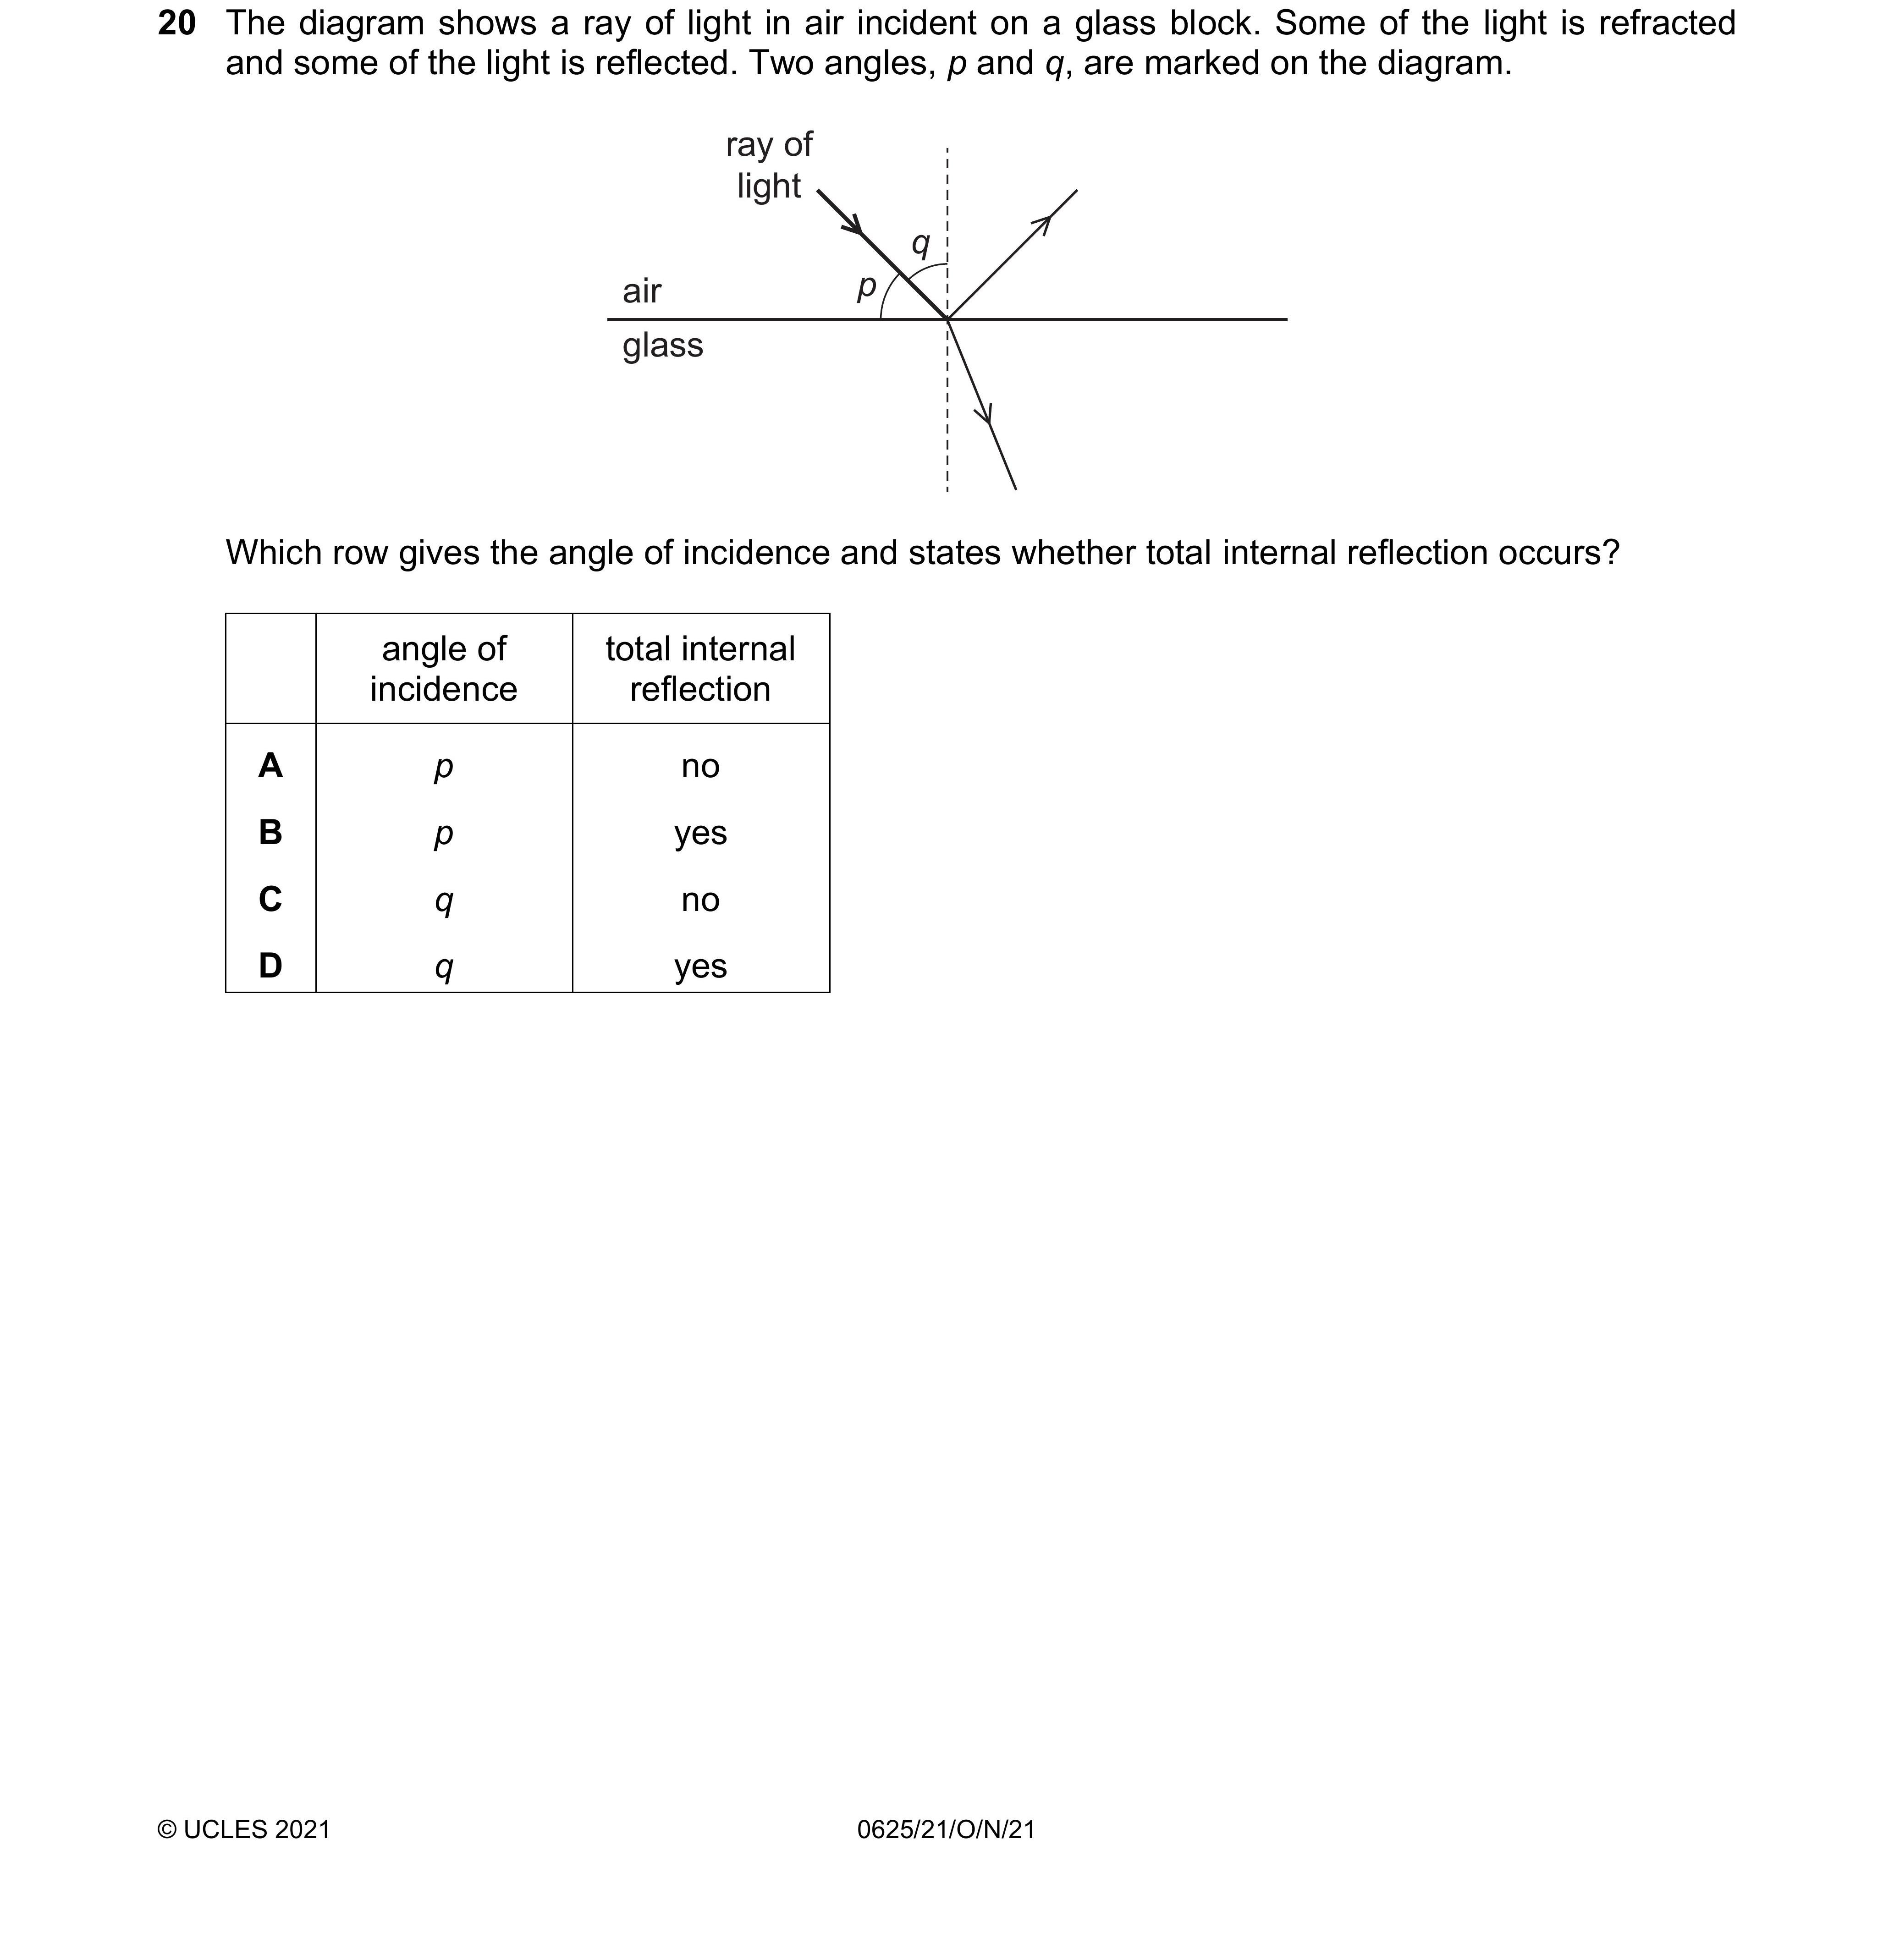 20 The diagram shows a ray of light in air incident on a glass block. Some of the light is refracted
and some of the light is reflected. Two angles, p and q, are marked on the diagram.
ray of
light
q
p
air
glass
Which row gives the angle of incidence and states whether total internal reflection occurs?
angle of incidence
total internal reflection
A p no
B p yes
C q no
D q yes
© UCLES 2021
0625/21/O/N/21